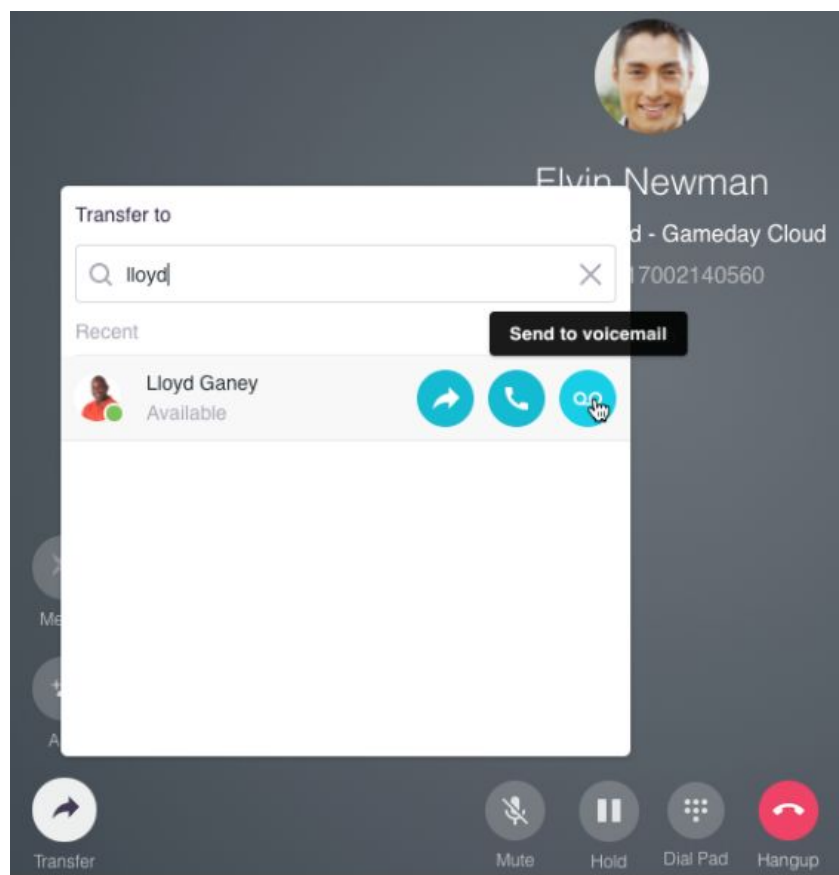 Elvin Newman
Transfer to
d - Gameday Cloud
lloyd
17002140560
Recent
Send to voicemail
Lloyd Ganey
Available
Me
A
Transfer
Mute
Hold
Dial Pad
Hangup